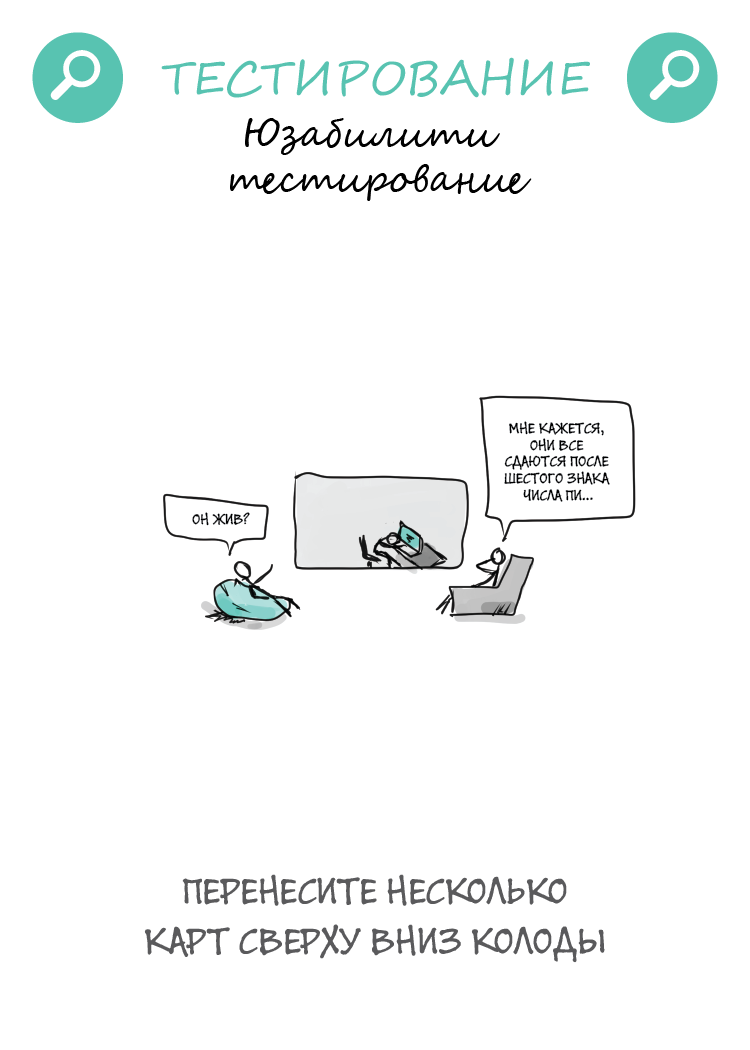 ТЕСТИРОВАНИЕ
Юзабилити
тестирование
МНЕ КАЖЕТСЯ,
ОНИ ВСЕ
СДАЮТСЯ ПОСЛЕ
ШЕСТОГО ЗНАКА
ЧИСЛА ПИ...
ОН ЖИВ?
ПЕРЕНЕСИТЕ НЕСКОЛЬКО
КАРТ СВЕРХУ ВНИЗ КОЛОДЫ